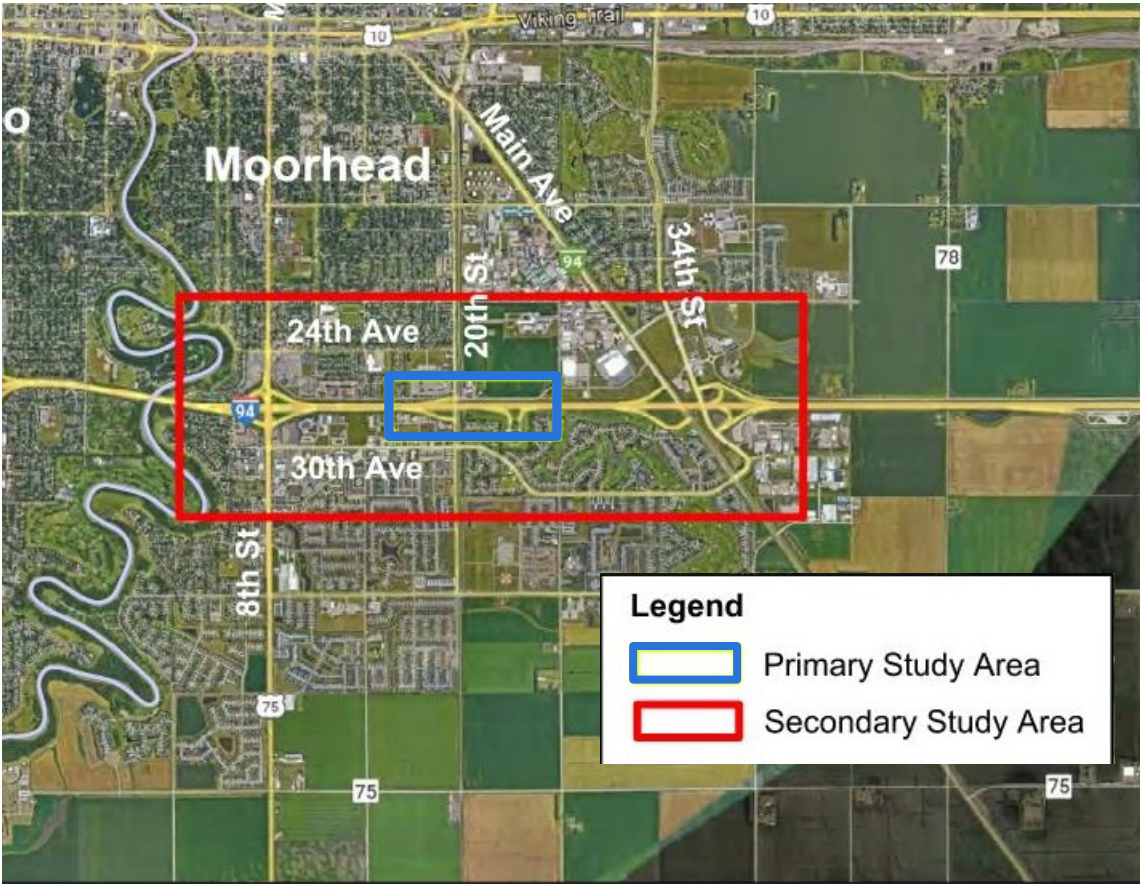 Viking Trail
10
10
M
o
Moorhead
Main Ave
34th St
78
94
20th St
24th Ave
94
30th Ave
8th St
Legend
Primary Study Area
Secondary Study Area
75
75
75